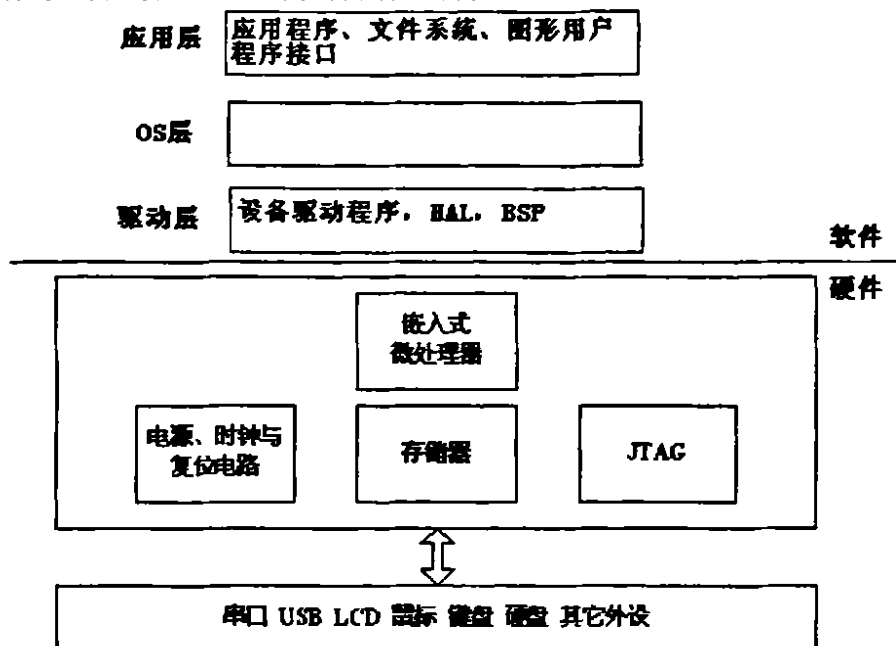 应用层
应用程序、文件系统、图形用户
程序接口
OS层
驱动层
设备驱动程序，HAL，BSP
软件
硬件
嵌入式
微处理器
电源、时钟与
复位电路
存储器
JTAG
串口 USB LCD 鼠标 键盘 硬盘 其它外设